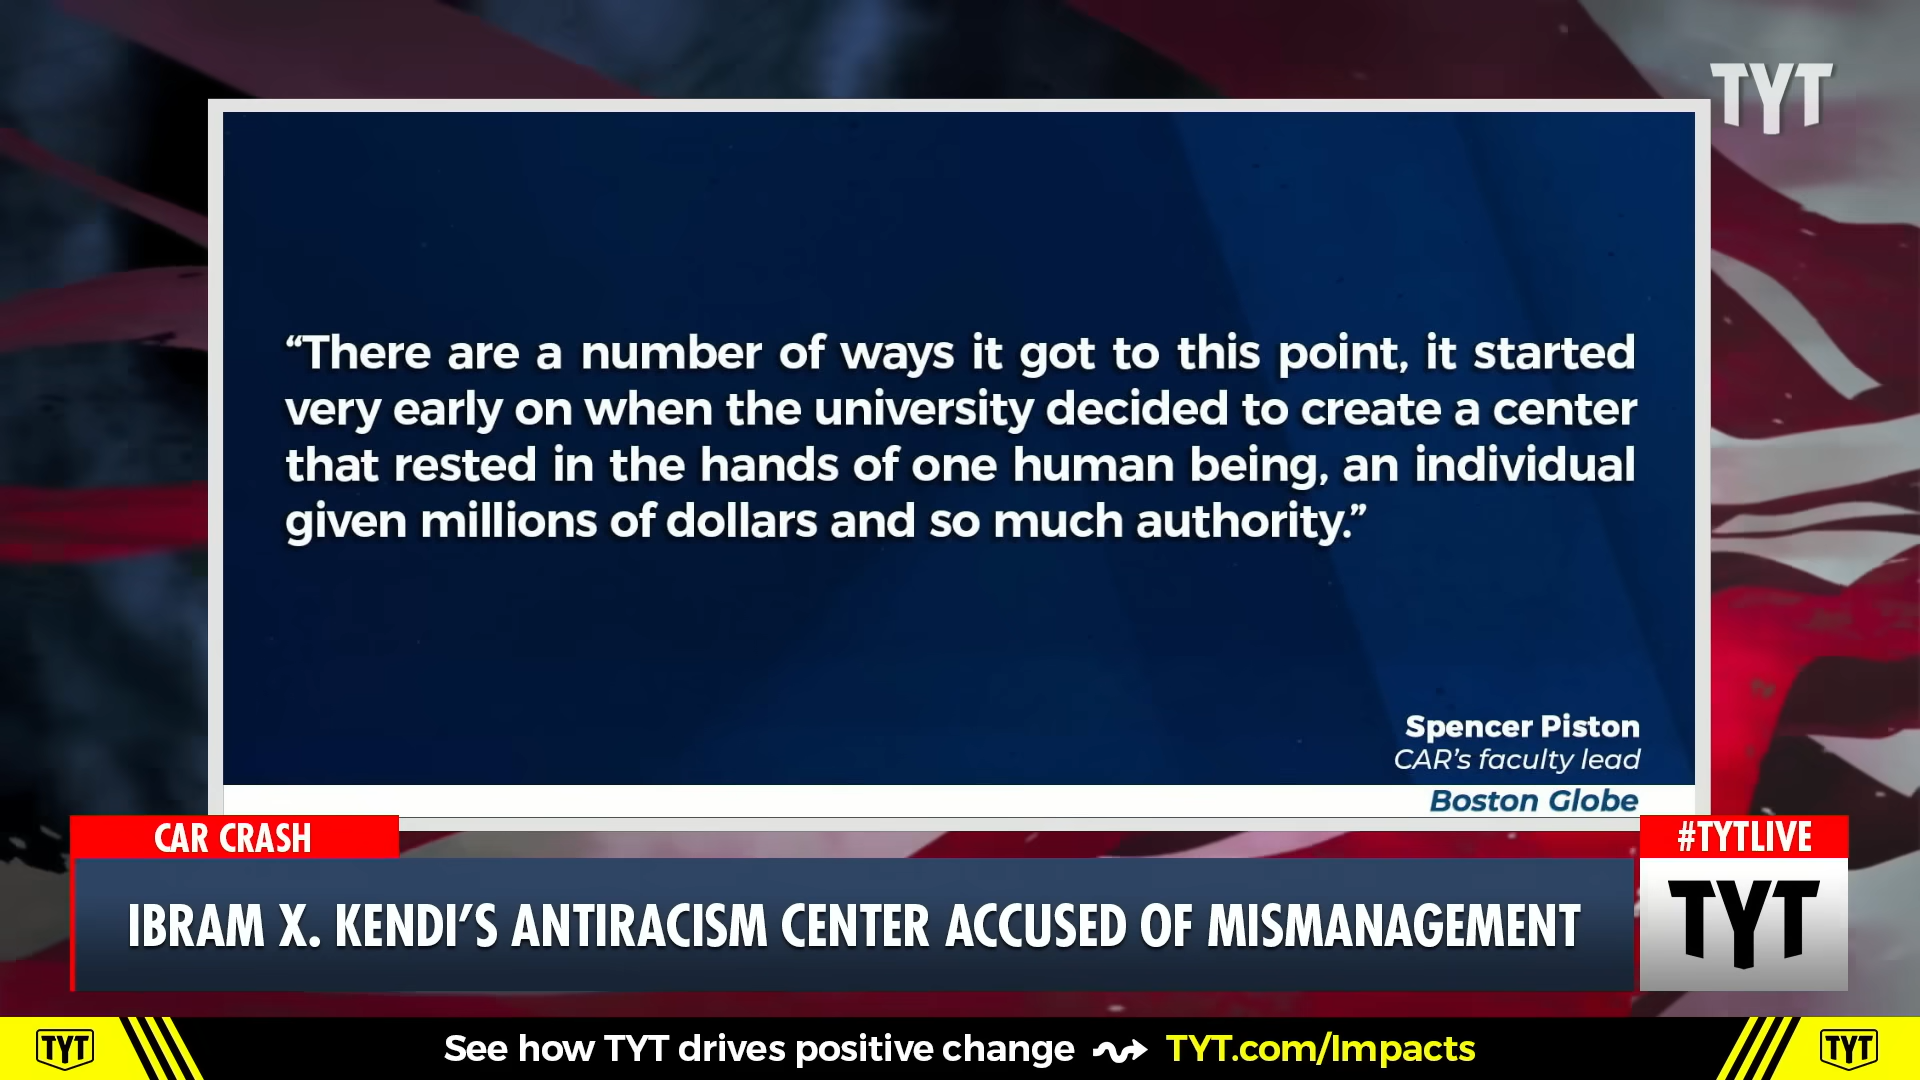 TYT
“There are a number of ways it got to this point, it started
very early on when the university decided to create a center
that rested in the hands of one human being, an individual
given millions of dollars and so much authority.”
Spencer Piston
CAR’s faculty lead
Boston Globe
CAR CRASH
#TYTLIVE
IBRAM X. KENDI’S ANTIRACISM CENTER ACCUSED OF MISMANAGEMENT
TYT
TYT
See how TYT drives positive change
TYT.com/Impacts
TYT